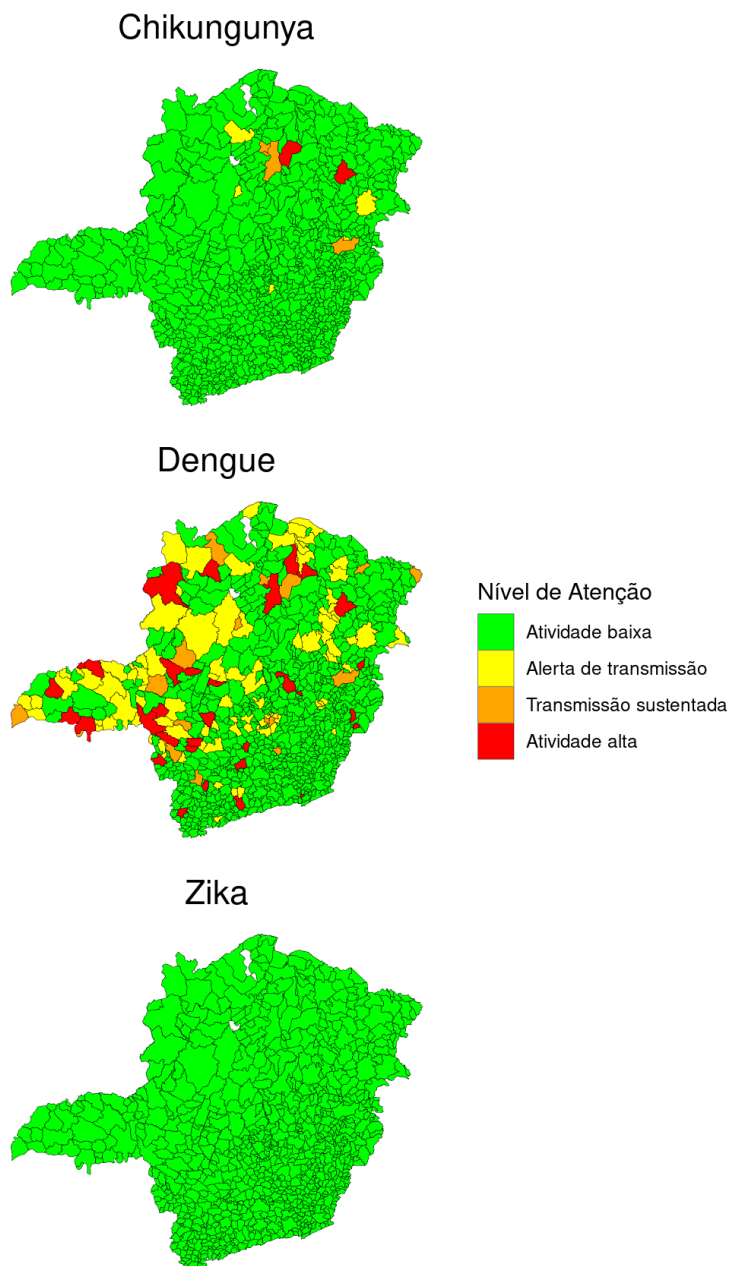 Chikungunya
Dengue
Nível de Atenção
Atividade baixa
Alerta de transmissão
Transmissão sustentada
Atividade alta
Zika